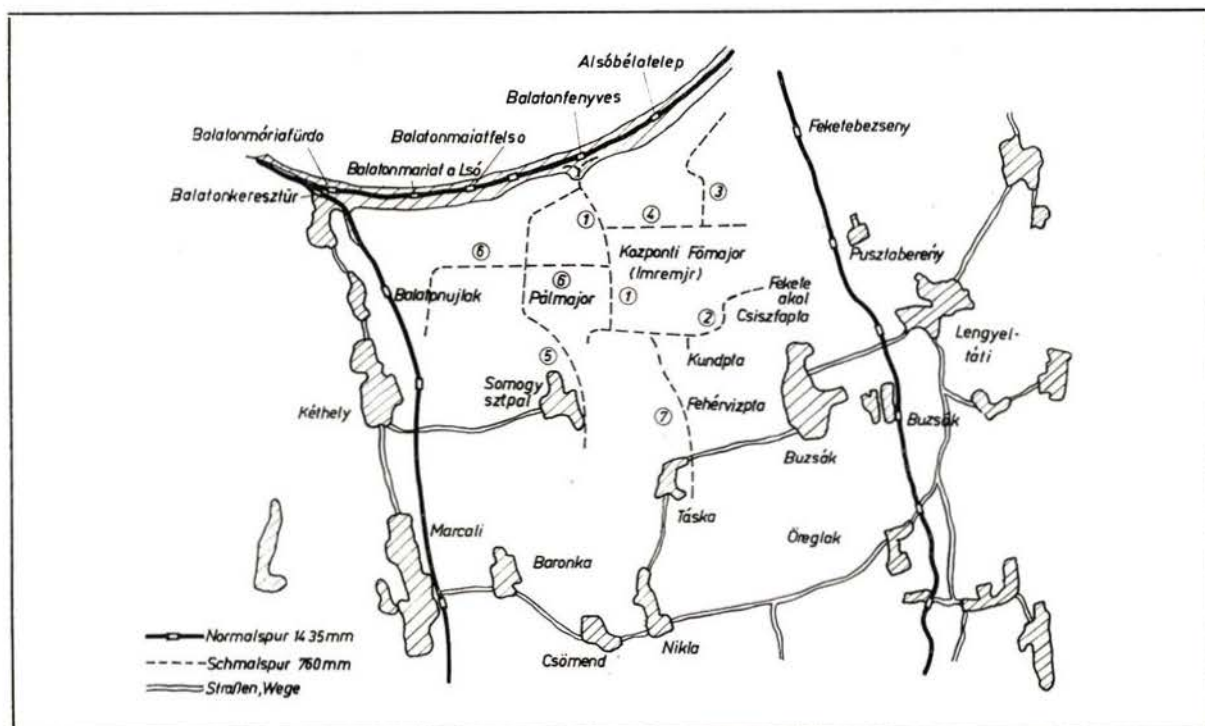 Alsóbélatelep
Balatonfenyves
Balatonmáriafürdo
Balatonmaiatfelso
Balatonmariat a Lsó
Balatonkeresztúr
Feketebezseny
③
①
④
Központi Főmajor
(Imremjr)
Pusztaberény
⑥
⑥
Pálmajor
①
Balatonujlak
Fekete
akol
Csiszfapta
②
Lengyel-
táti
Kundpta
⑤
Somogy
sztpal
Kéthely
Fehérvizpta
⑦
Buzsák
Buzsák
Táska
Marcali
Öreglak
Baronka
Nikla
Csömend
Normalspur 1435mm
Schmalspur 760mm
Straßen, Wege